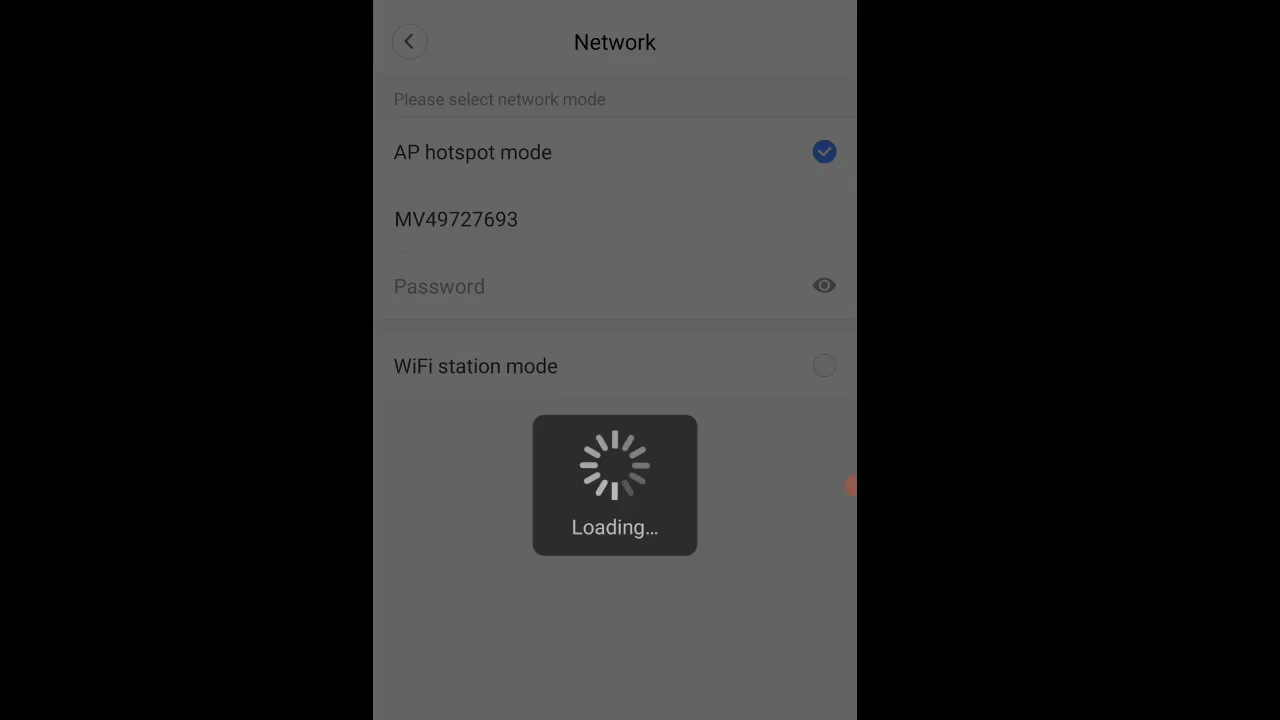 Network
Please select network mode
AP hotspot mode
MV49727693
Password
WiFi station mode
Loading...